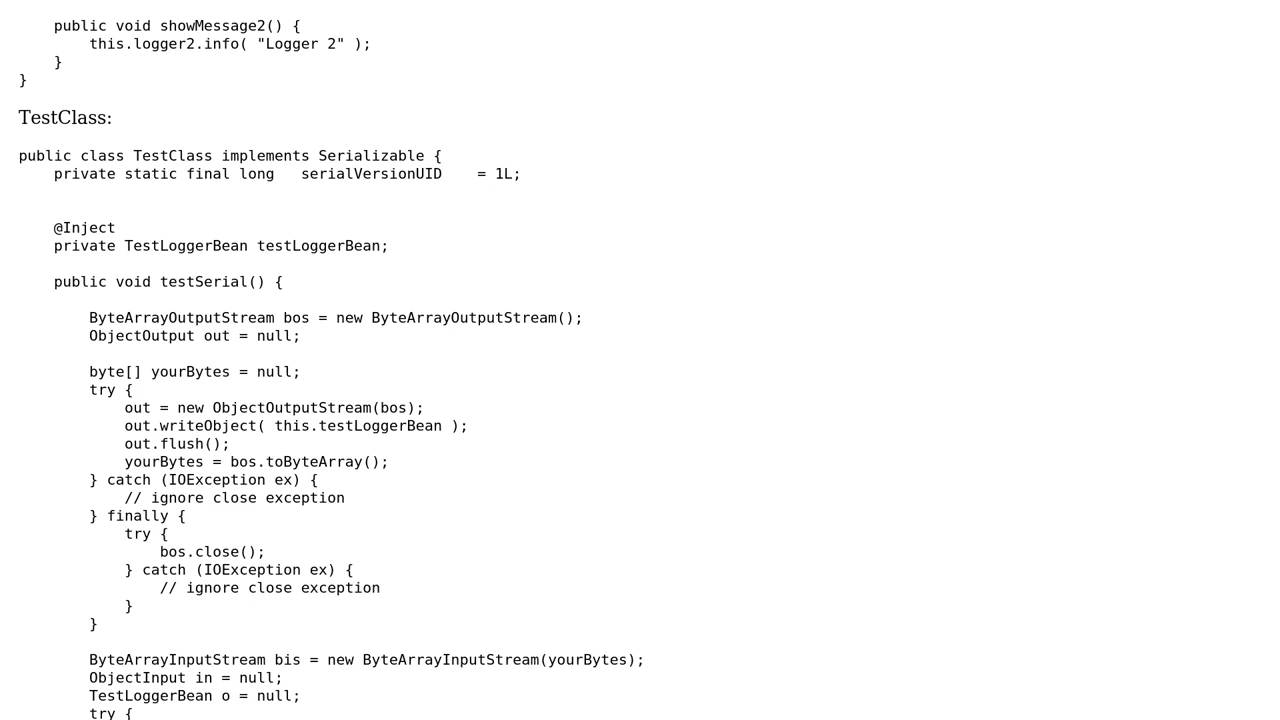 public void showMessage2() {
        this.logger2.info( "Logger 2" );
    }
}
TestClass:
public class TestClass implements Serializable {
    private static final long   serialVersionUID    = 1L;
    @Inject
    private TestLoggerBean testLoggerBean;
    public void testSerial() {
        ByteArrayOutputStream bos = new ByteArrayOutputStream();
        ObjectOutput out = null;
        byte[] yourBytes = null;
        try {
            out = new ObjectOutputStream(bos);
            out.writeObject( this.testLoggerBean );
            out.flush();
            yourBytes = bos.toByteArray();
        } catch (IOException ex) {
            // ignore close exception
        } finally {
            try {
                bos.close();
            } catch (IOException ex) {
                // ignore close exception
            }
        }
        ByteArrayInputStream bis = new ByteArrayInputStream(yourBytes);
        ObjectInput in = null;
        TestLoggerBean o = null;
        try {